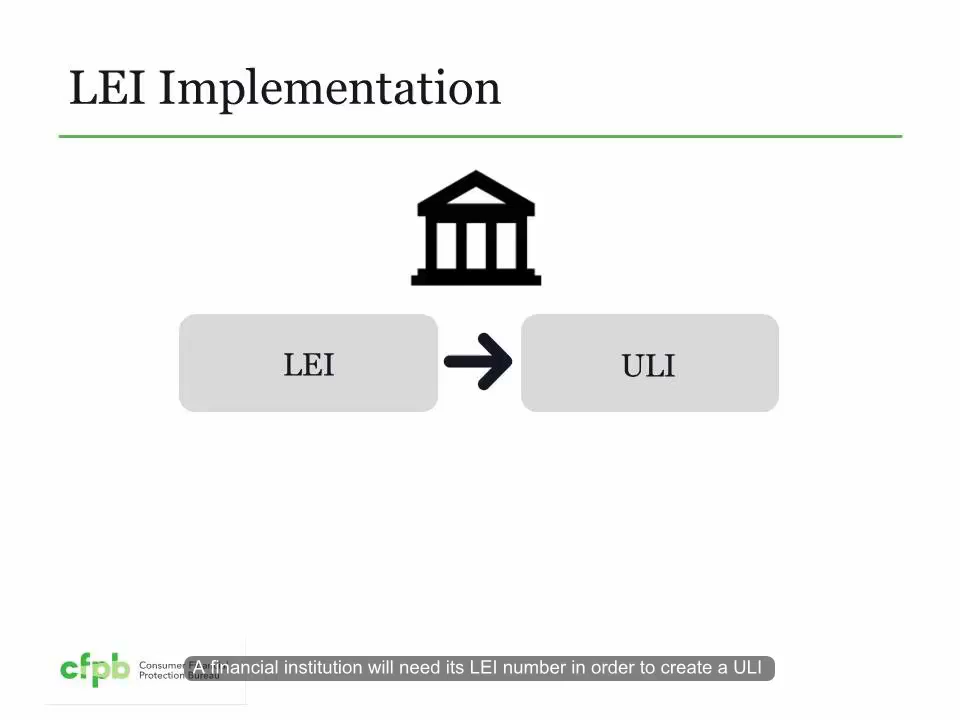 LEI Implementation
LEI
ULI
cfpb
Consumer Financial
Protection Bureau
A financial institution will need its LEI number in order to create a ULI